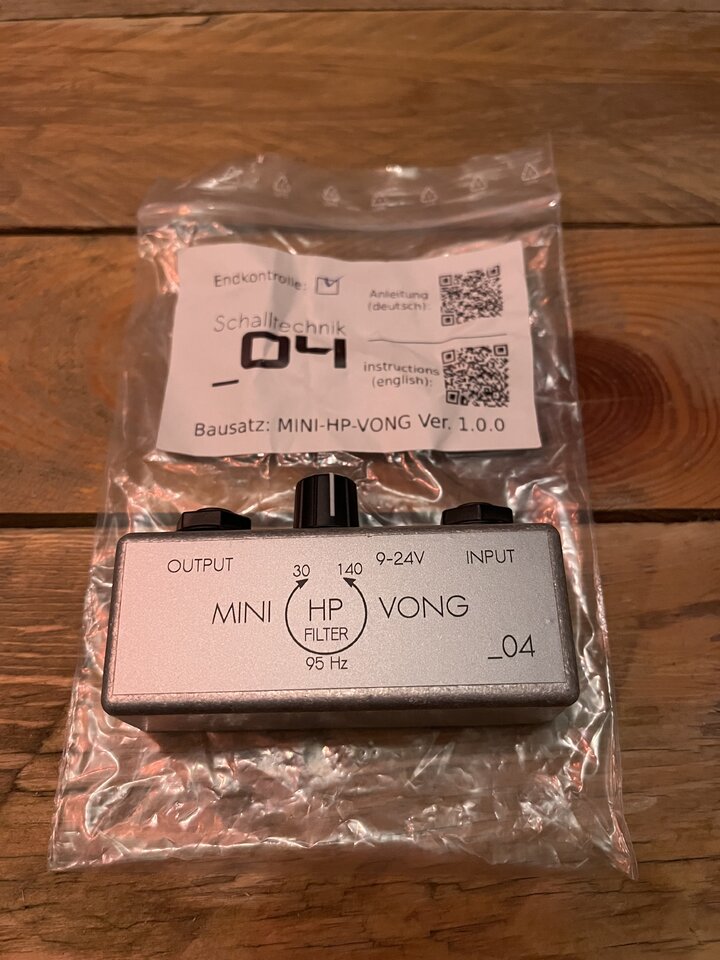 Endkontrolle:
Anleitung
(deutsch):
Schalltechnik
_04
instructions
(english):
Bausatz: MINI-HP-VONG Ver. 1.0.0
OUTPUT
30 140
9-24V
INPUT
MINI HP VONG
FILTER
95 Hz
_04